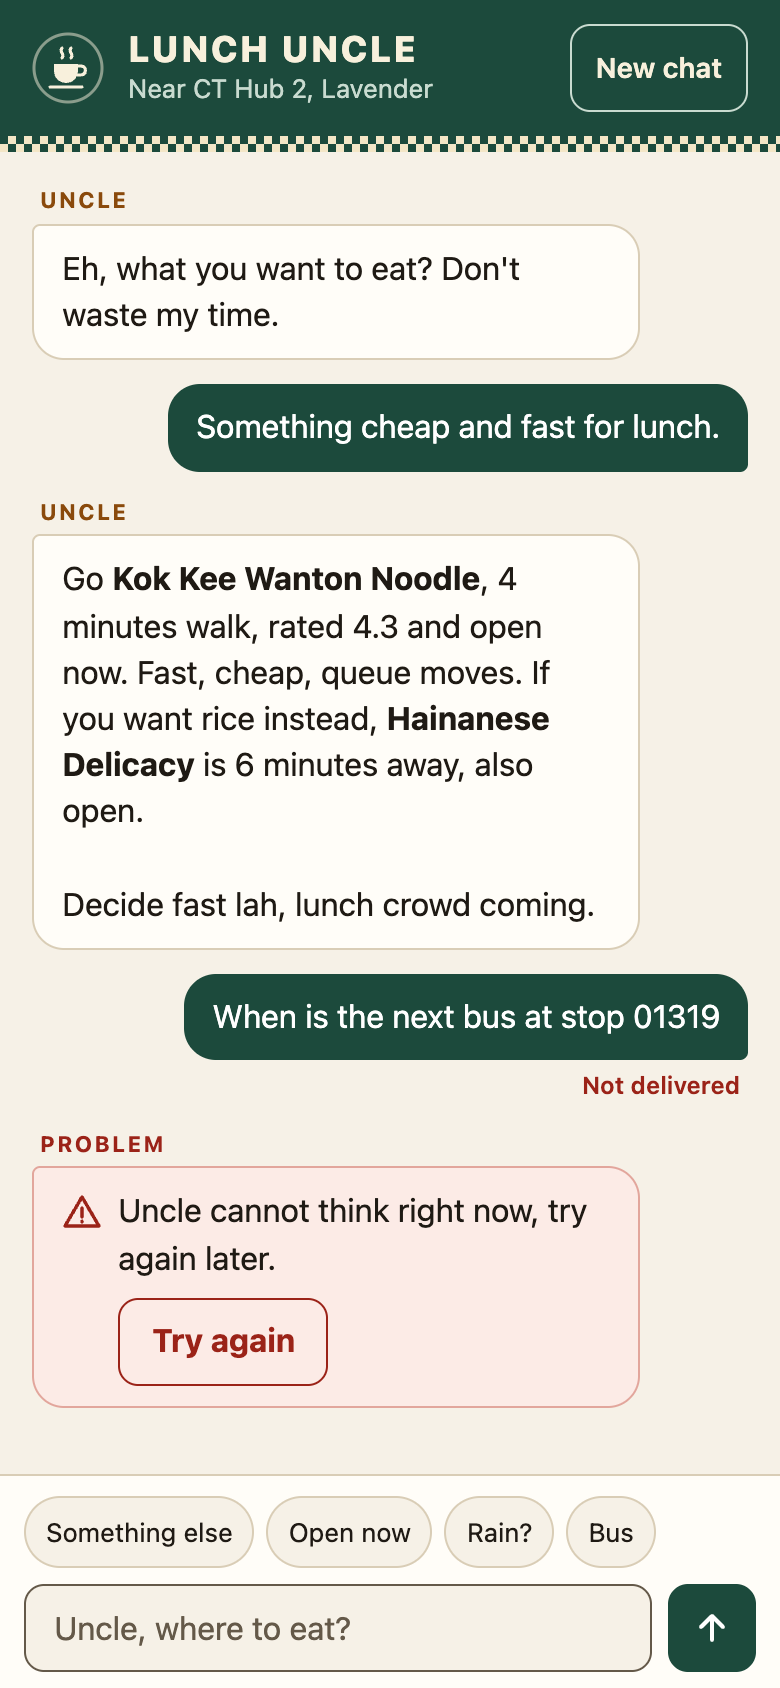 LUNCH UNCLE
Near CT Hub 2, Lavender
New chat
UNCLE
Eh, what you want to eat? Don't
waste my time.
Something cheap and fast for lunch.
UNCLE
Go Kok Kee Wanton Noodle, 4
minutes walk, rated 4.3 and open
now. Fast, cheap, queue moves. If
you want rice instead, Hainanese
Delicacy is 6 minutes away, also
open.
Decide fast lah, lunch crowd coming.
When is the next bus at stop 01319
Not delivered
PROBLEM
Uncle cannot think right now, try
again later.
Try again
Something else
Open now
Rain?
Bus
Uncle, where to eat?